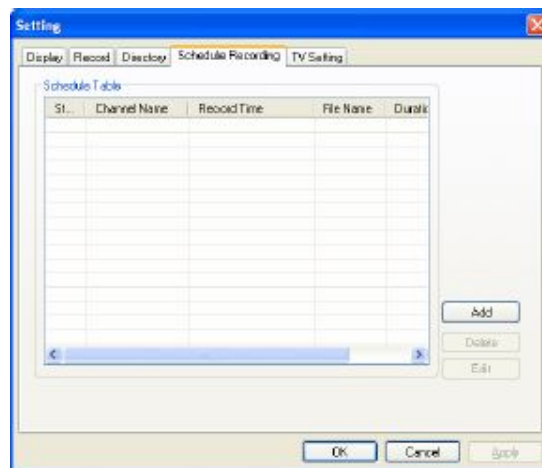 Setting
Display Record Directory Schedule Recording TV Setting
Schedule Table
St... Channel Name Record Time File Name Duratic
Add
Delete
Edit
OK Cancel Apply